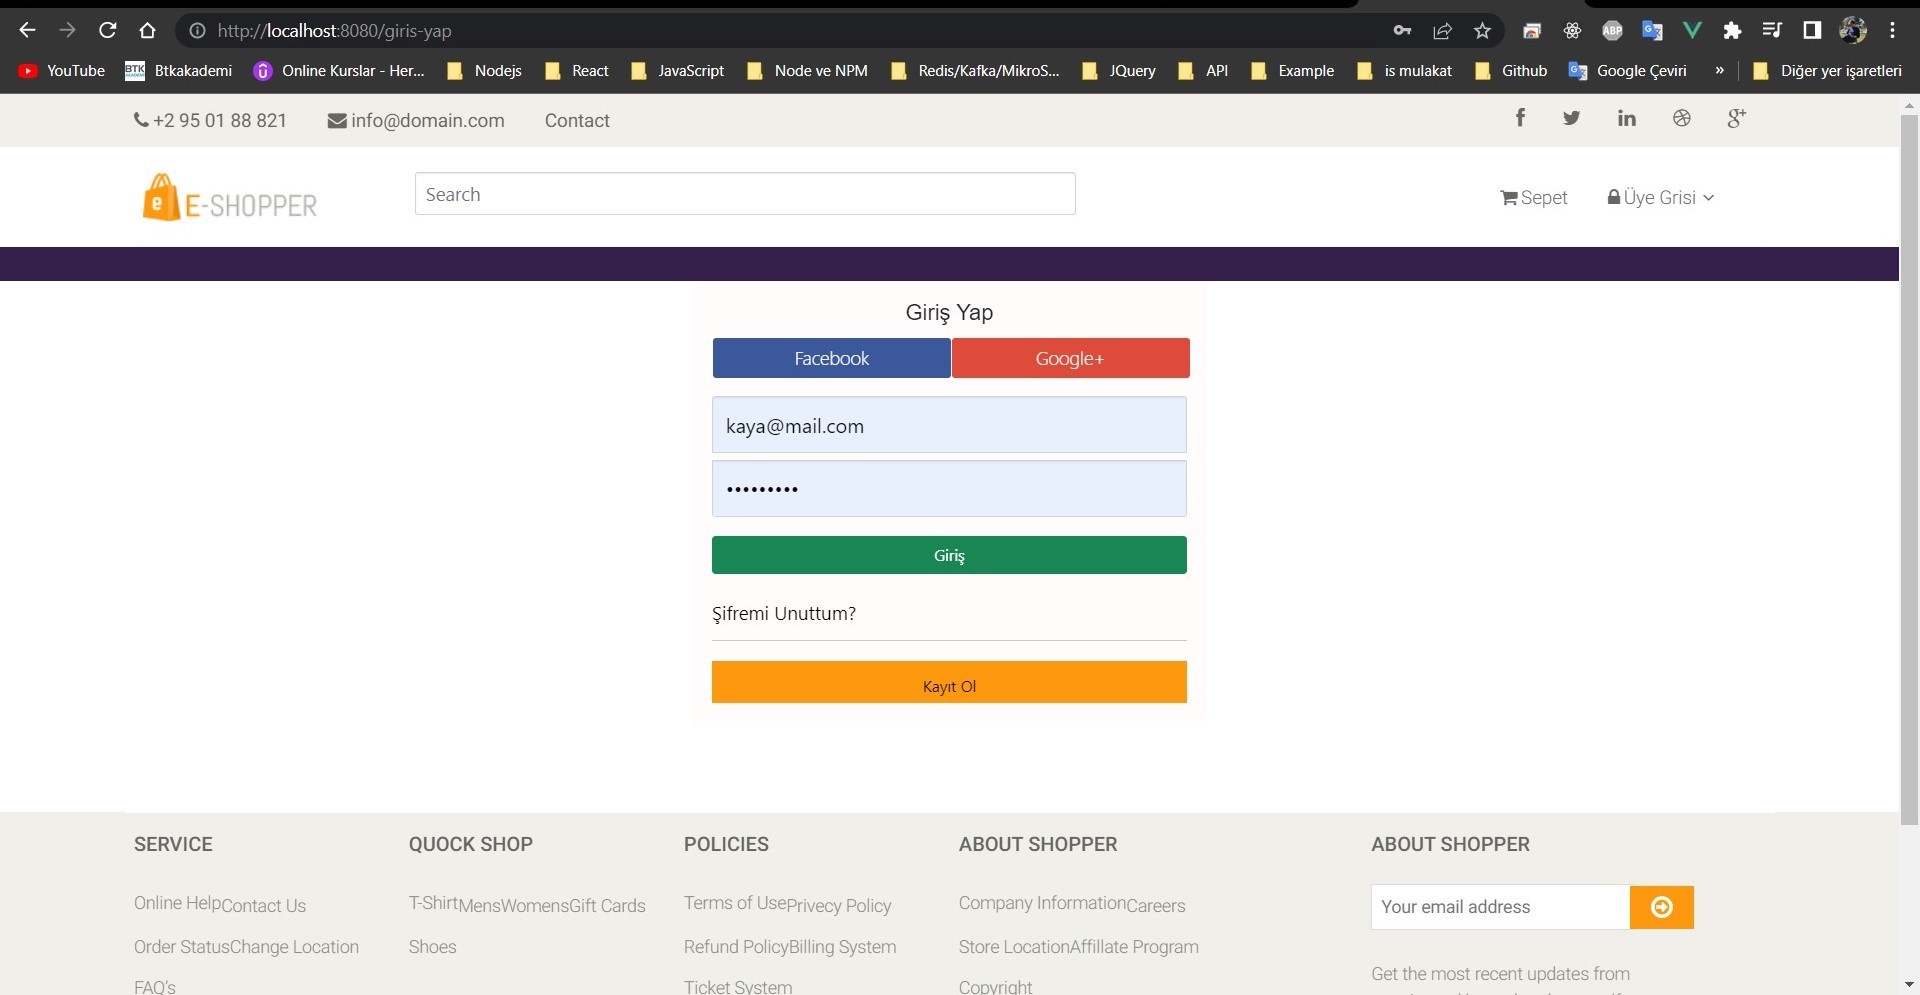 http://localhost:8080/giris-yap
YouTube BTK AKADEMİ Btkakademi Online Kurslar - Her... Nodejs React JavaScript Node ve NPM Redis/Kafka/MikroS... JQuery API Example is mulakat Github Google Çeviri » Diğer yer işaretleri
+2 95 01 88 821 info@domain.com Contact
E-SHOPPER Search Sepet Üye Grisi
Giriş Yap
Facebook Google+
kaya@mail.com
•••••••••
Giriş
Şifremi Unuttum?
Kayıt Ol
SERVICE QUOCK SHOP POLICIES ABOUT SHOPPER ABOUT SHOPPER
Online HelpContact Us T-ShirtMensWomensGift Cards Terms of UsePrivecy Policy Company InformationCareers Your email address
Order StatusChange Location Shoes Refund PolicyBilling System Store LocationAffillate Program
FAQ's Ticket System Copyright Get the most recent updates from